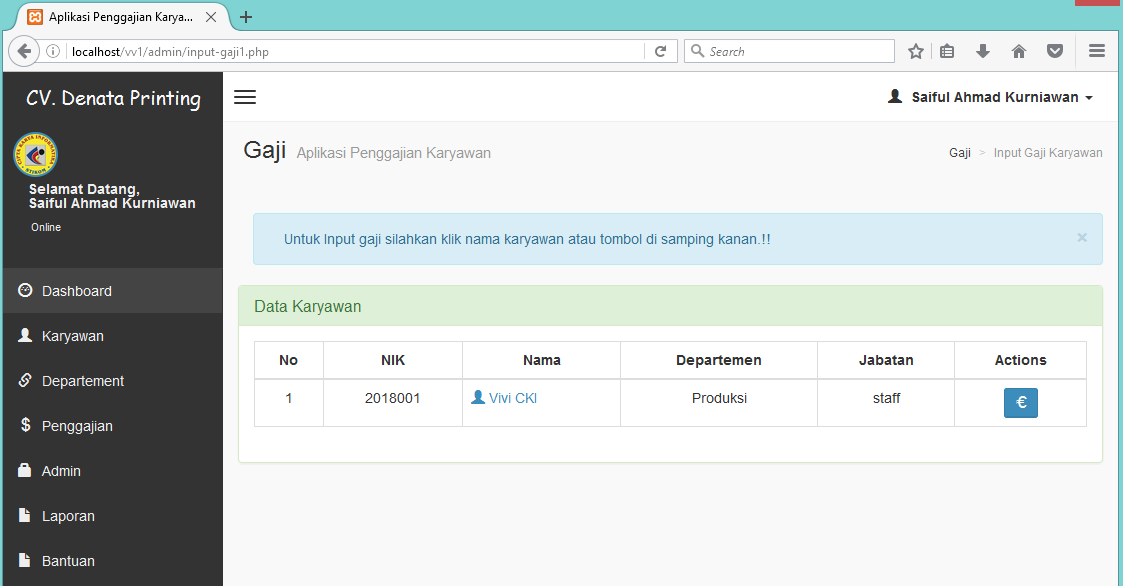 Aplikasi Penggajian Karya...
localhost/vv1/admin/input-gaji1.php
Search
CV. Denata Printing
Saiful Ahmad Kurniawan
Selamat Datang,
Saiful Ahmad Kurniawan
Online
Dashboard
Karyawan
Departement
$ Penggajian
Admin
Laporan
Bantuan
Gaji Aplikasi Penggajian Karyawan
Gaji > Input Gaji Karyawan
Untuk Input gaji silahkan klik nama karyawan atau tombol di samping kanan.!! ×
Data Karyawan
No NIK Nama Departemen Jabatan Actions
1 2018001 Vivi CKI Produksi staff €